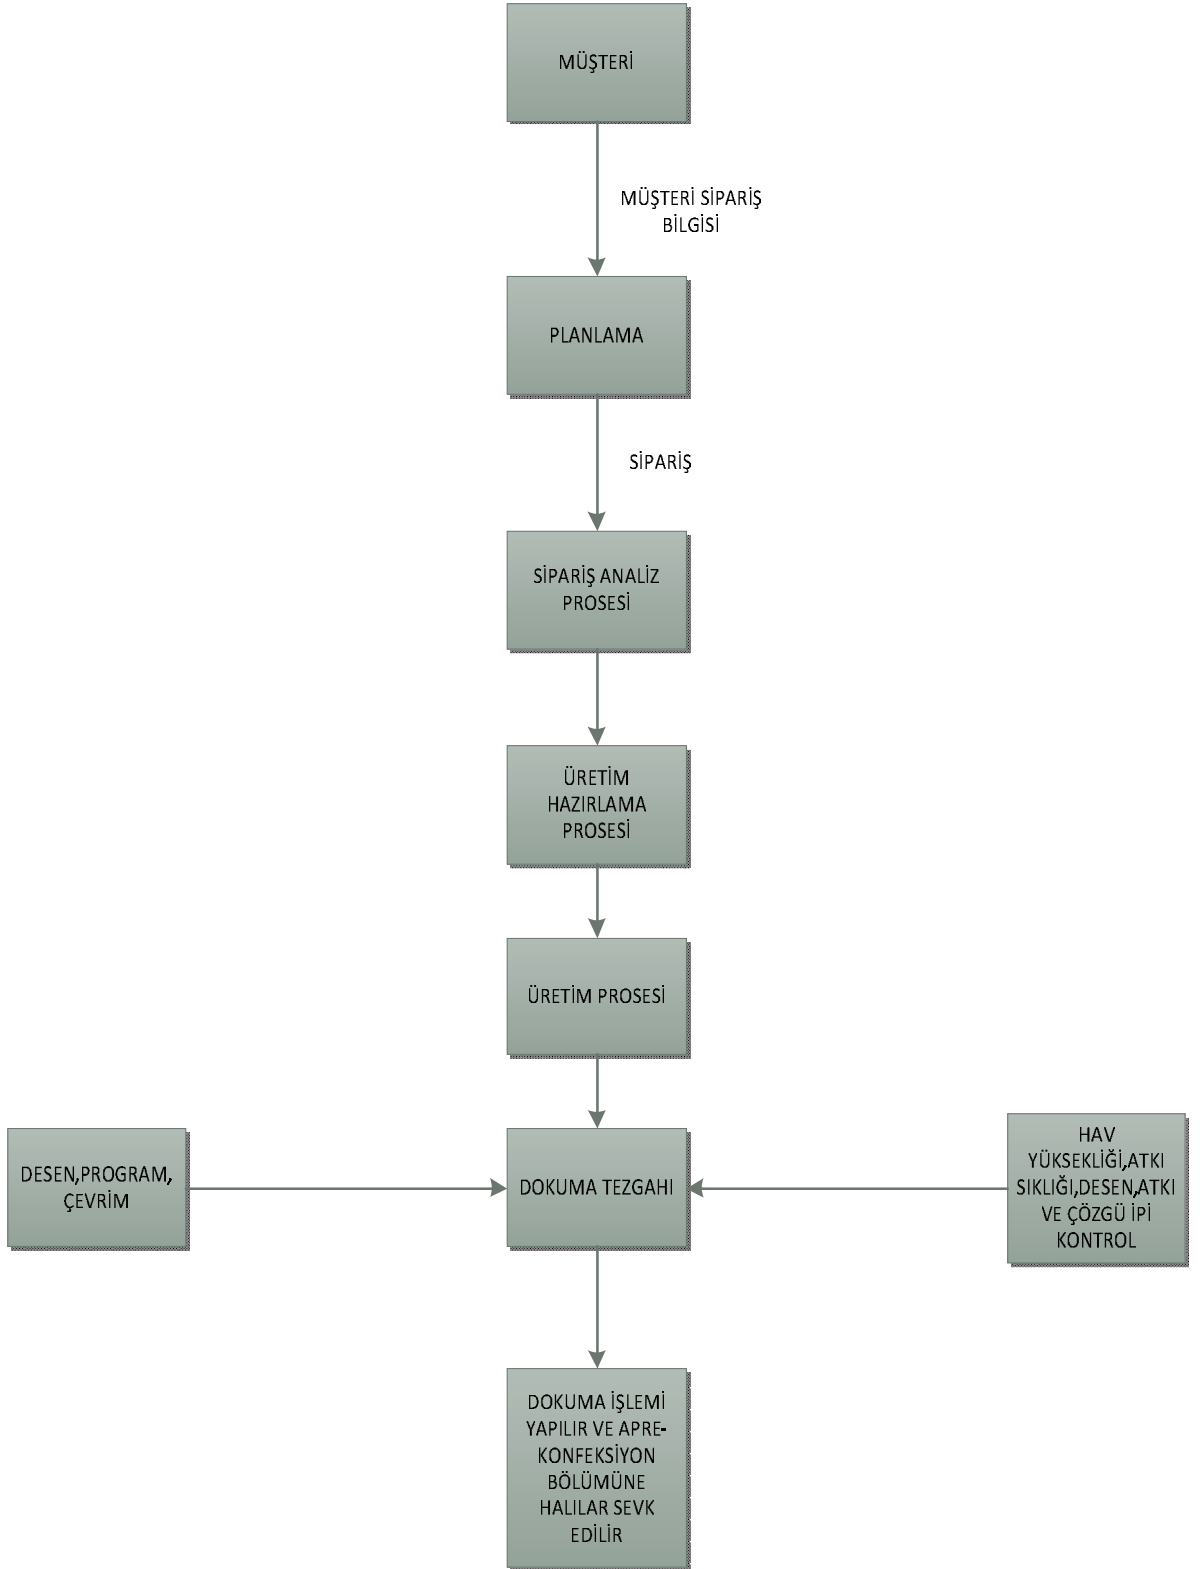 MÜŞTERİ
MÜŞTERİ SİPARİŞ
BİLGİSİ
PLANLAMA
SİPARİŞ
SİPARİŞ ANALİZ
PROSESİ
ÜRETİM
HAZIRLAMA
PROSESİ
ÜRETİM PROSESİ
DESEN,PROGRAM,
ÇEVRİM
DOKUMA TEZGAHI
HAV
YÜKSEKLİĞİ,ATKI
SIKLIĞI,DESEN,ATKI
VE ÇÖZGÜ İPİ
KONTROL
DOKUMA İŞLEMİ
YAPILIR VE APRE-
KONFEKSİYON
BÖLÜMÜNE
HALILAR SEVK
EDİLİR